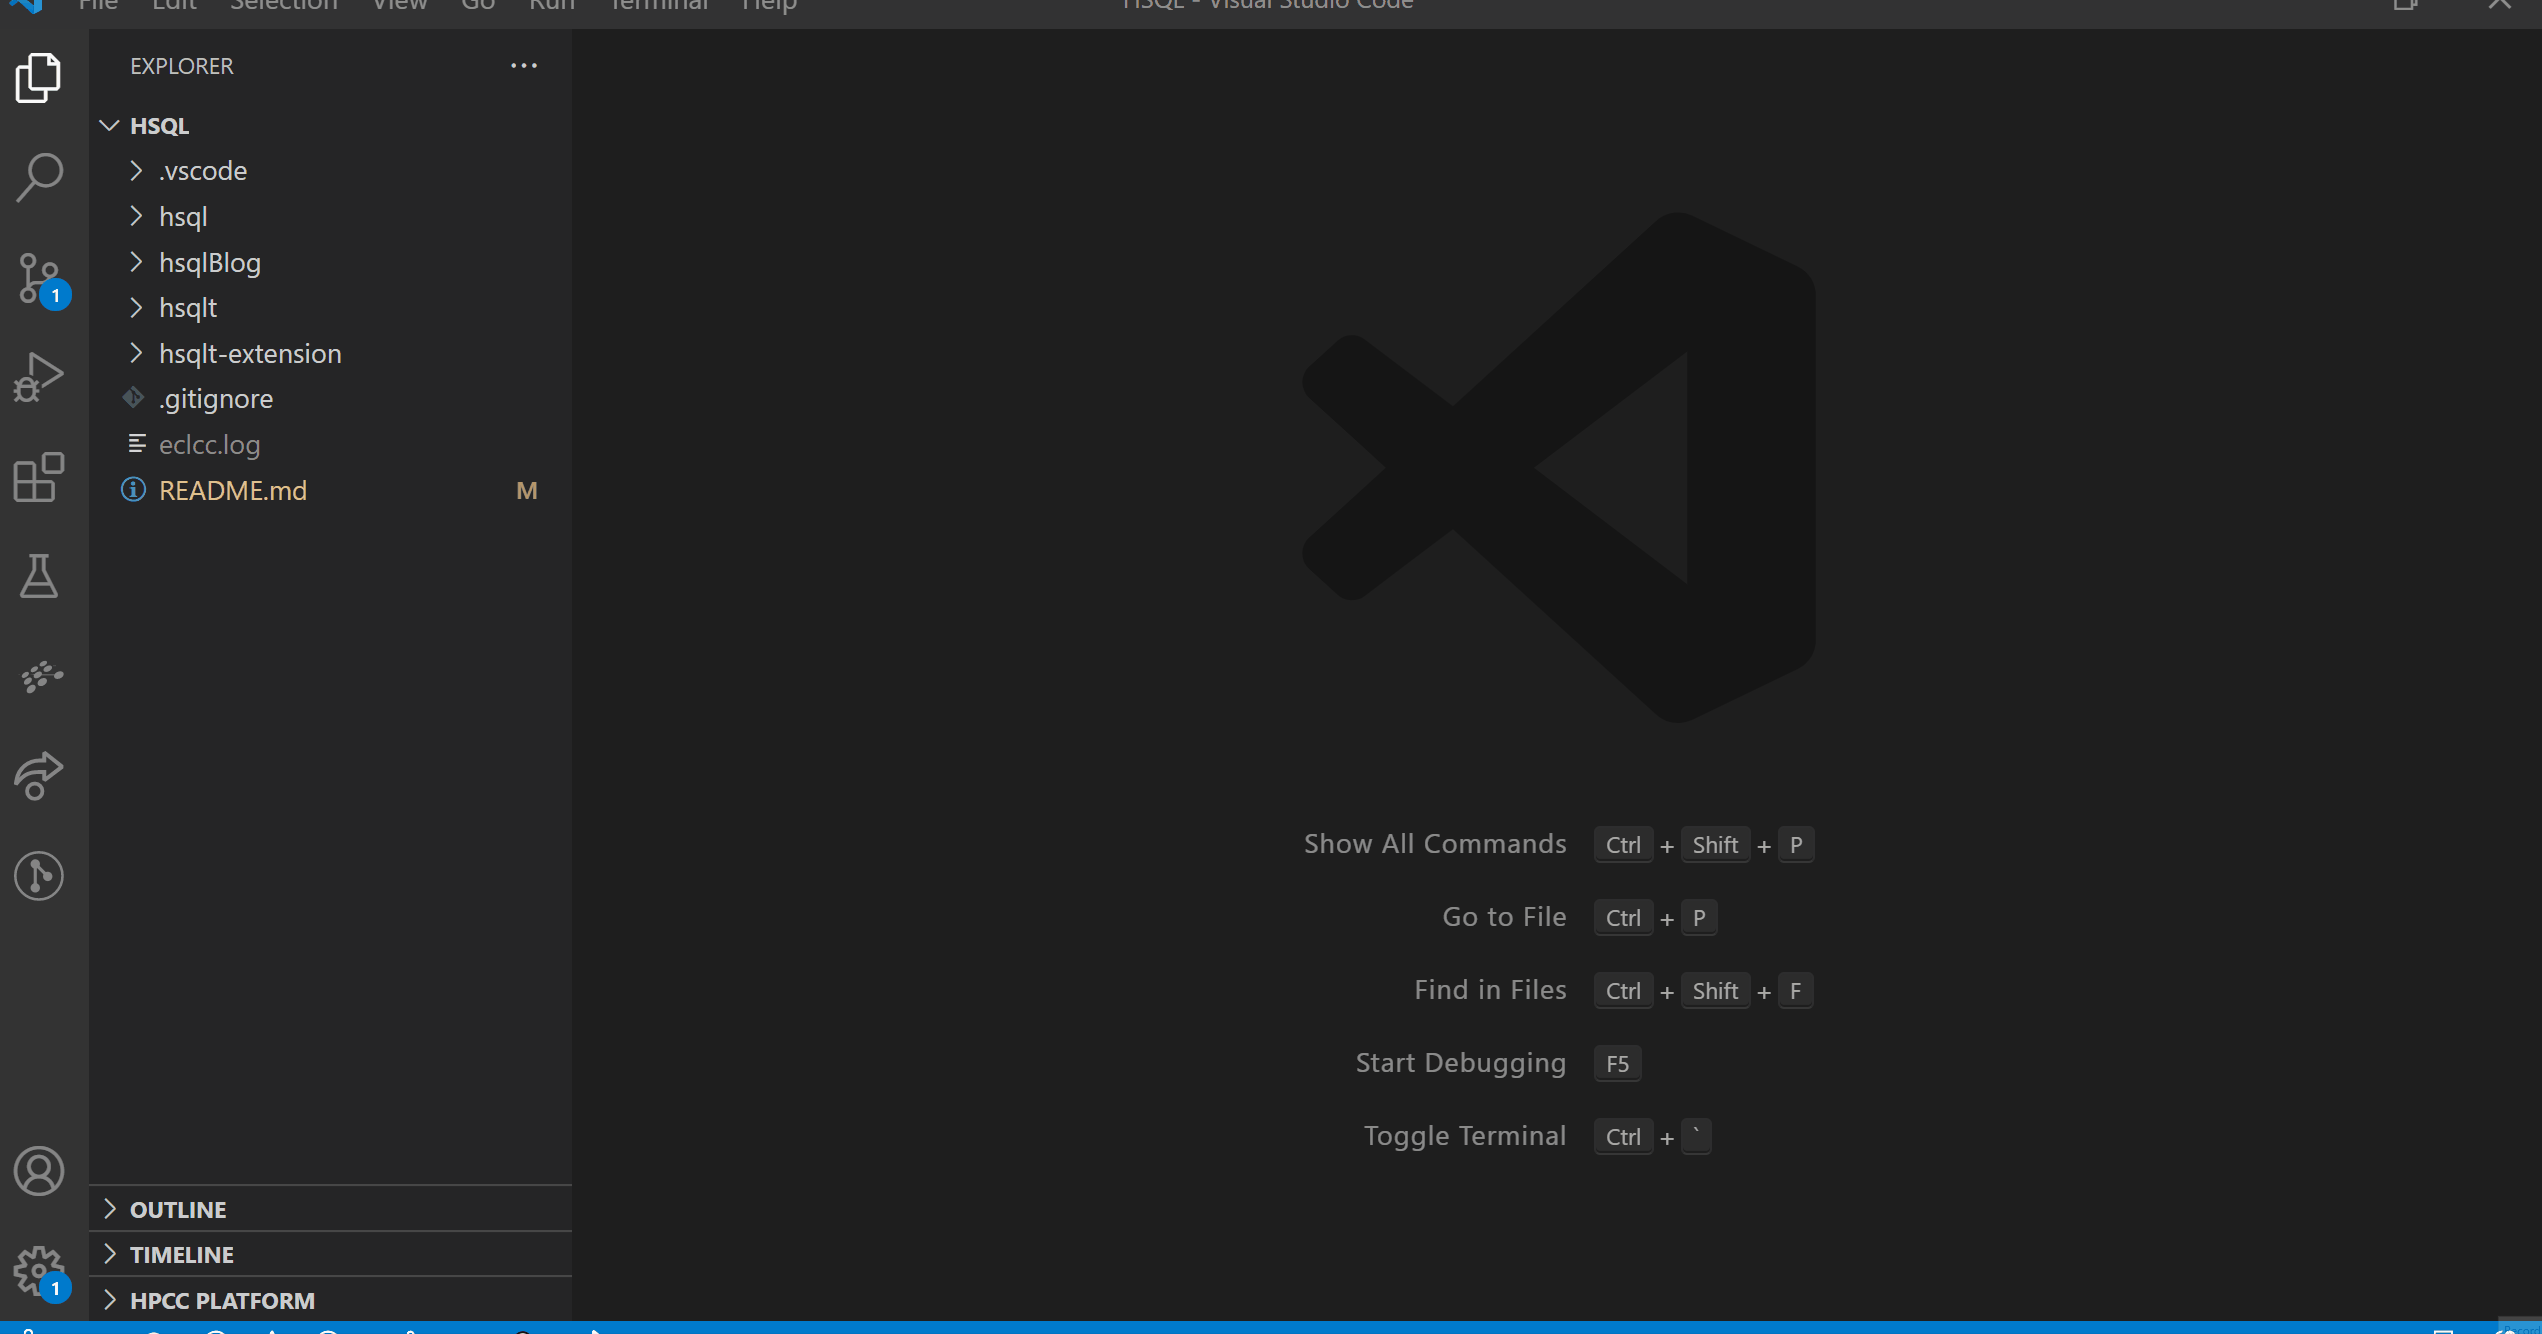 File Edit Selection View Go Run Terminal Help HSQL - Visual Studio Code
EXPLORER
HSQL
.vscode
hsql
hsqlBlog
1
hsqlt
hsqlt-extension
.gitignore
eclcc.log
README.md M
Show All Commands Ctrl + Shift + P
Go to File Ctrl + P
Find in Files Ctrl + Shift + F
Start Debugging F5
Toggle Terminal Ctrl + `
OUTLINE
TIMELINE
1
HPCC PLATFORM